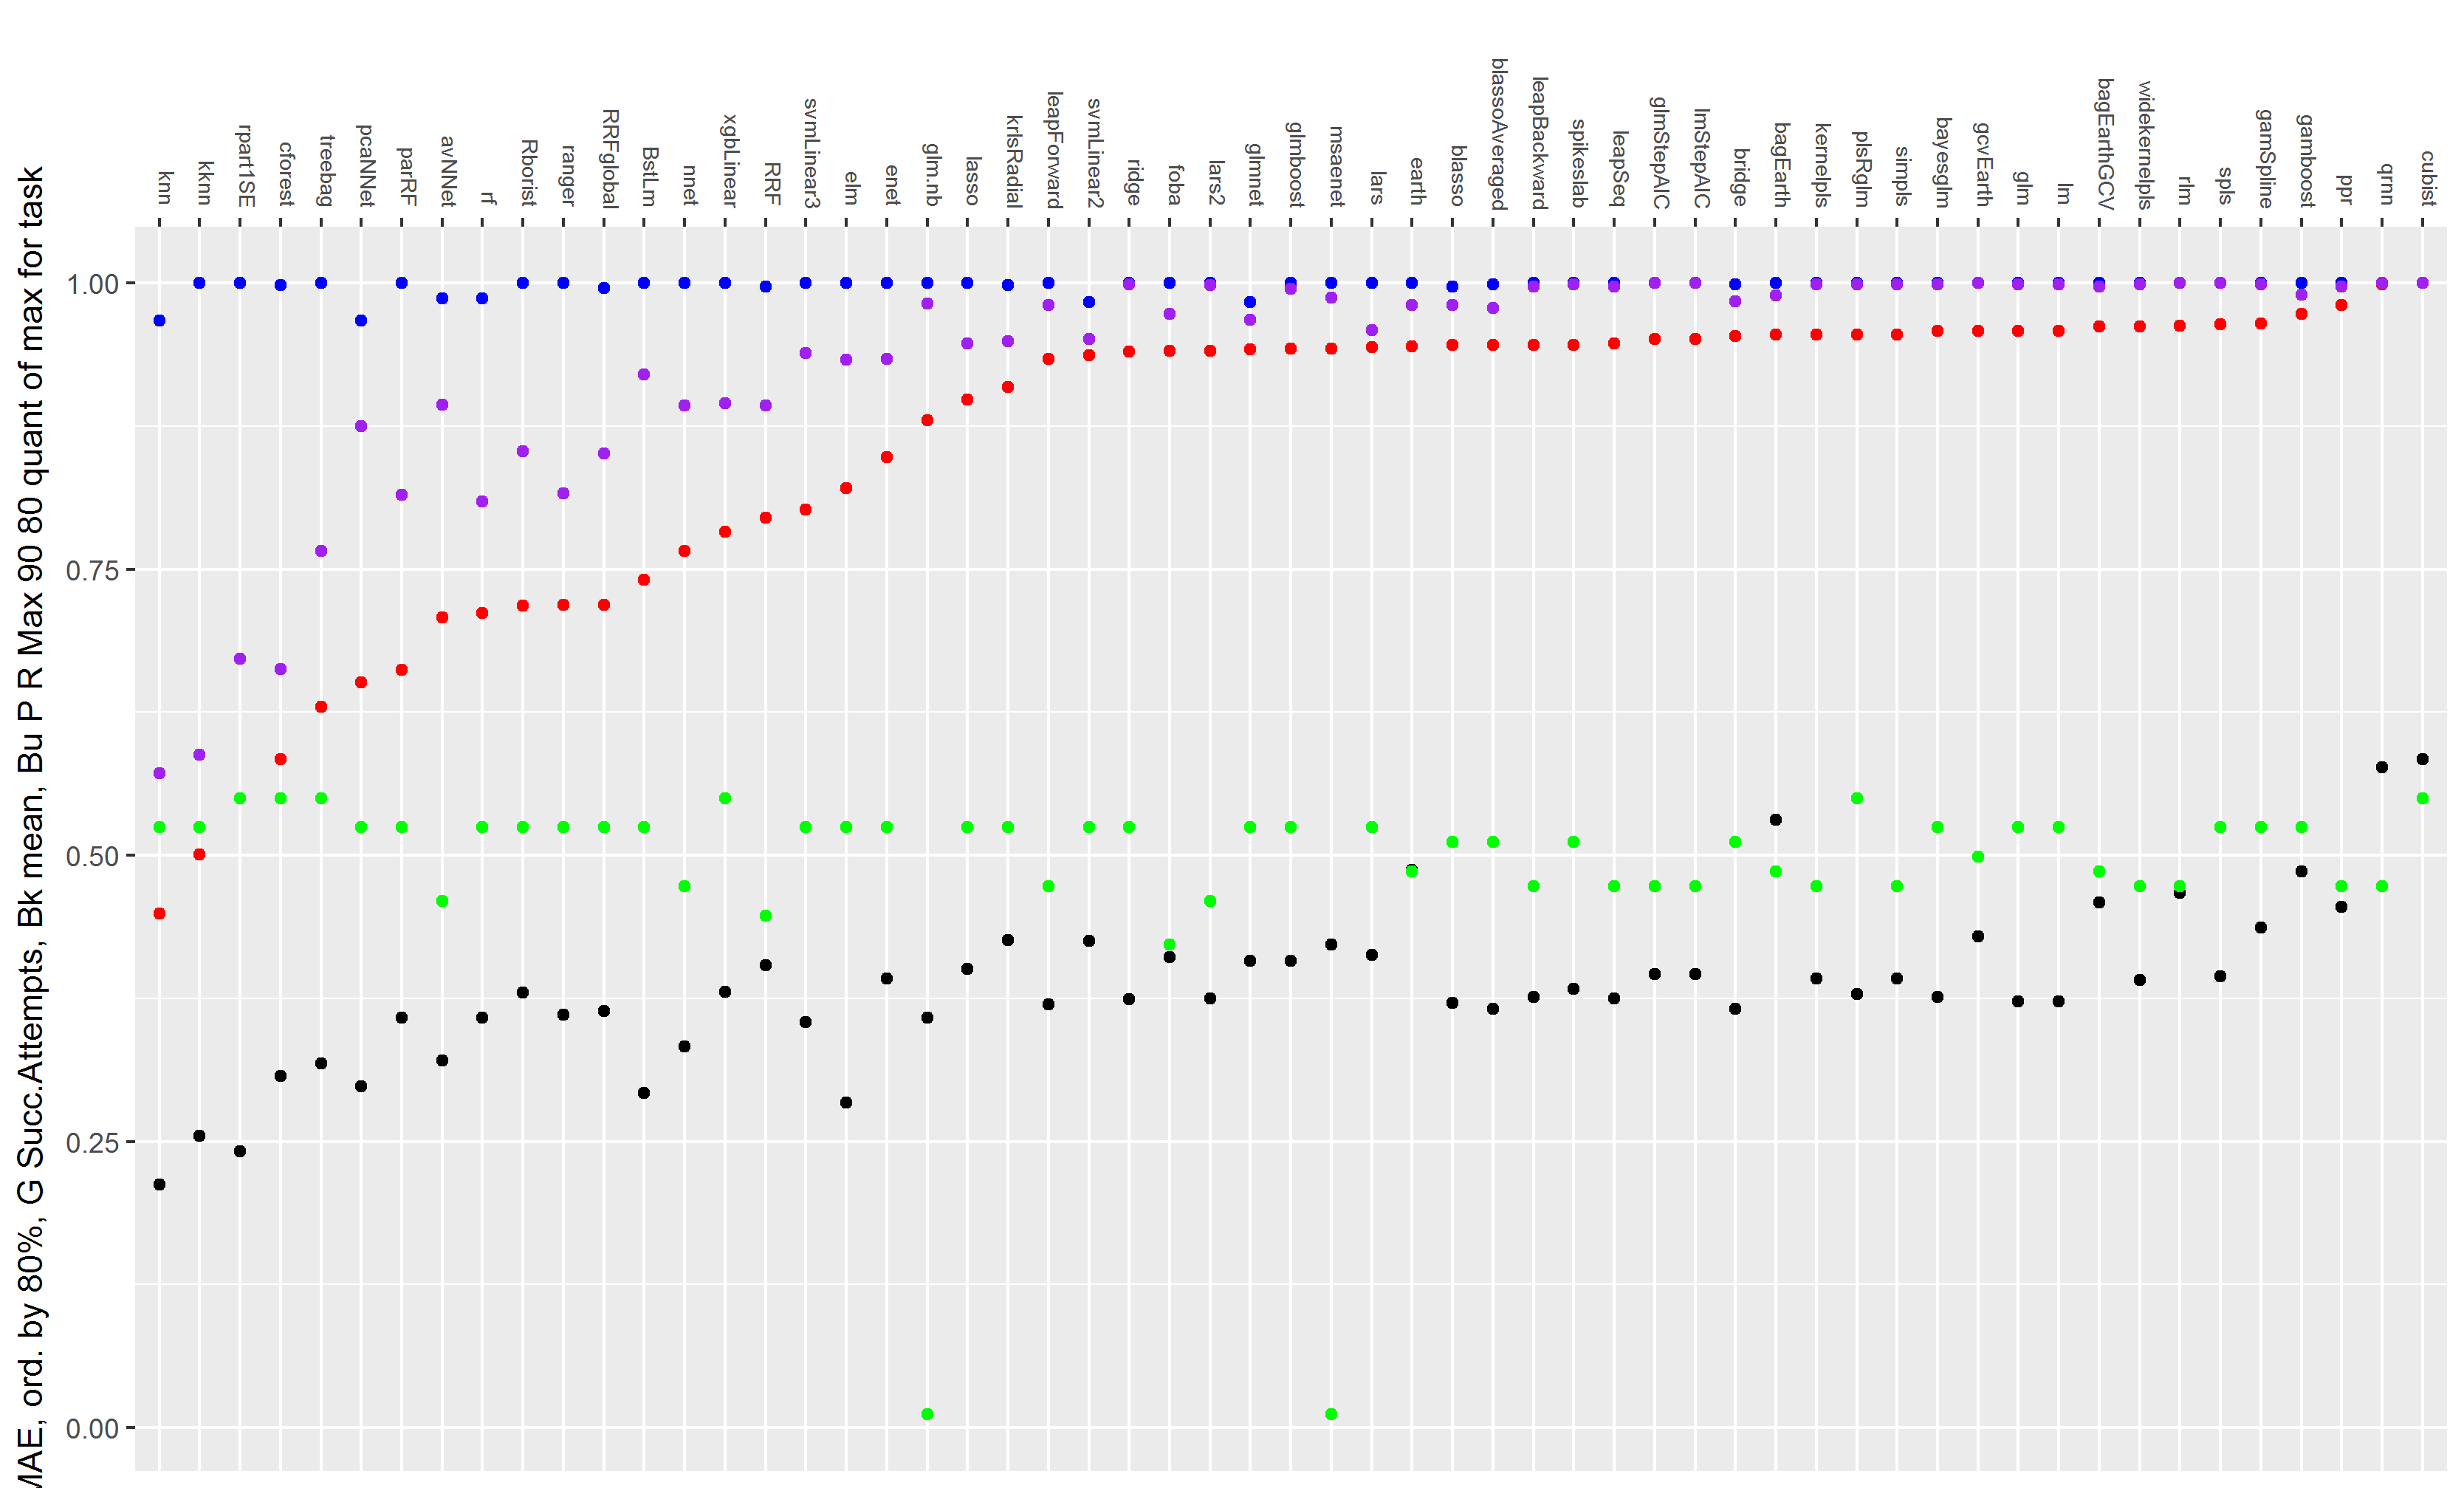 knn
kknn
rpart1SE
cforest
treebag
pcaNNet
parRF
avNNet
rf
Rborist
ranger
RRFglobal
BstLm
nnet
xgbLinear
RRF
svmLinear3
elm
enet
glm.nb
lasso
krlsRadial
leapForward
svmLinear2
ridge
foba
lars2
glmnet
glmboost
msaenet
lars
earth
blasso
blassoAveraged
leapBackward
spikeslab
leapSeq
glmStepAIC
lmStepAIC
bridge
bagEarth
kernelpls
plsRglm
simpls
bayesglm
gcvEarth
glm
lm
bagEarthGCV
widekernelpls
rlm
spls
gamSpline
gamboost
ppr
qrnn
cubist
MAE, ord. by 80%, G Succ.Attempts, Bk mean, Bu P R Max 90 80 quant of max for task
1.00
0.75
0.50
0.25
0.00